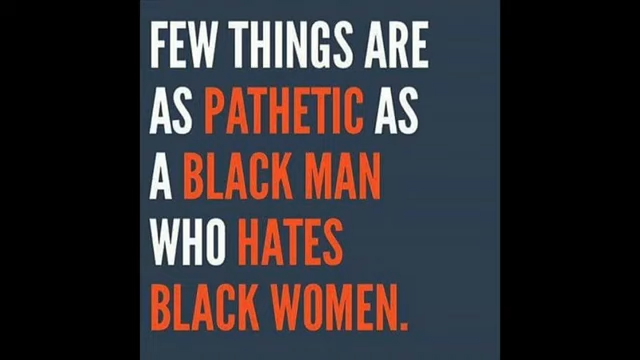 FEW THINGS ARE
AS PATHETIC AS
A BLACK MAN
WHO HATES
BLACK WOMEN.